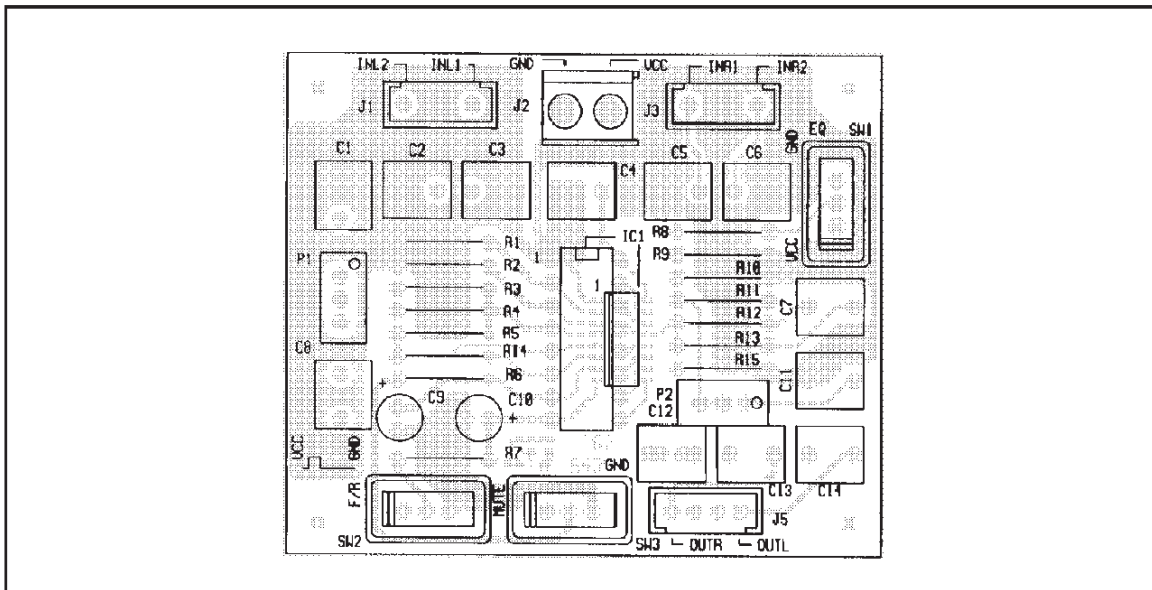 INL2 INL1 GND VCC INR1 INR2
J1 J2 J3
GND EQ SW1
C1 C2 C3 C4 C5 C6
VCC
R1 IC1 R8
R2 1 R9
P1 R10
R3 1 R11
R4 R12 C7
R5 R13
C8 R14 R15
R6
+ C9 C10 + P2 C11
C12
VCC GND R7 GND
C13 C14
F/R MUTE J5
SW2 SW3 OUTR OUTL